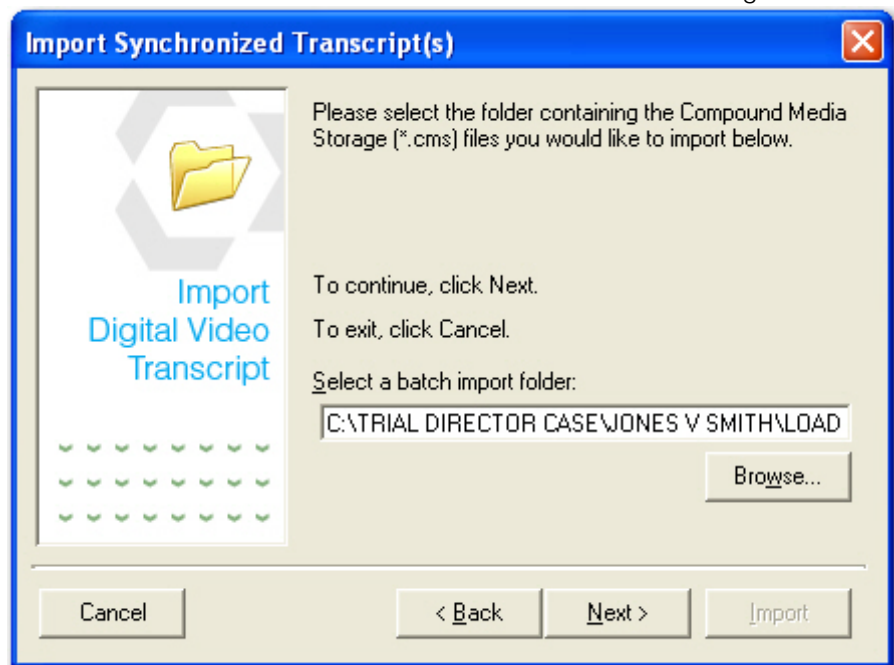 Import Synchronized Transcript(s)
Please select the folder containing the Compound Media
Storage (*.cms) files you would like to import below.
Import
Digital Video
Transcript
To continue, click Next.
To exit, click Cancel.
Select a batch import folder:
C:\TRIAL DIRECTOR CASE\JONES V SMITH\LOAD
Browse...
Cancel
< Back
Next >
Import